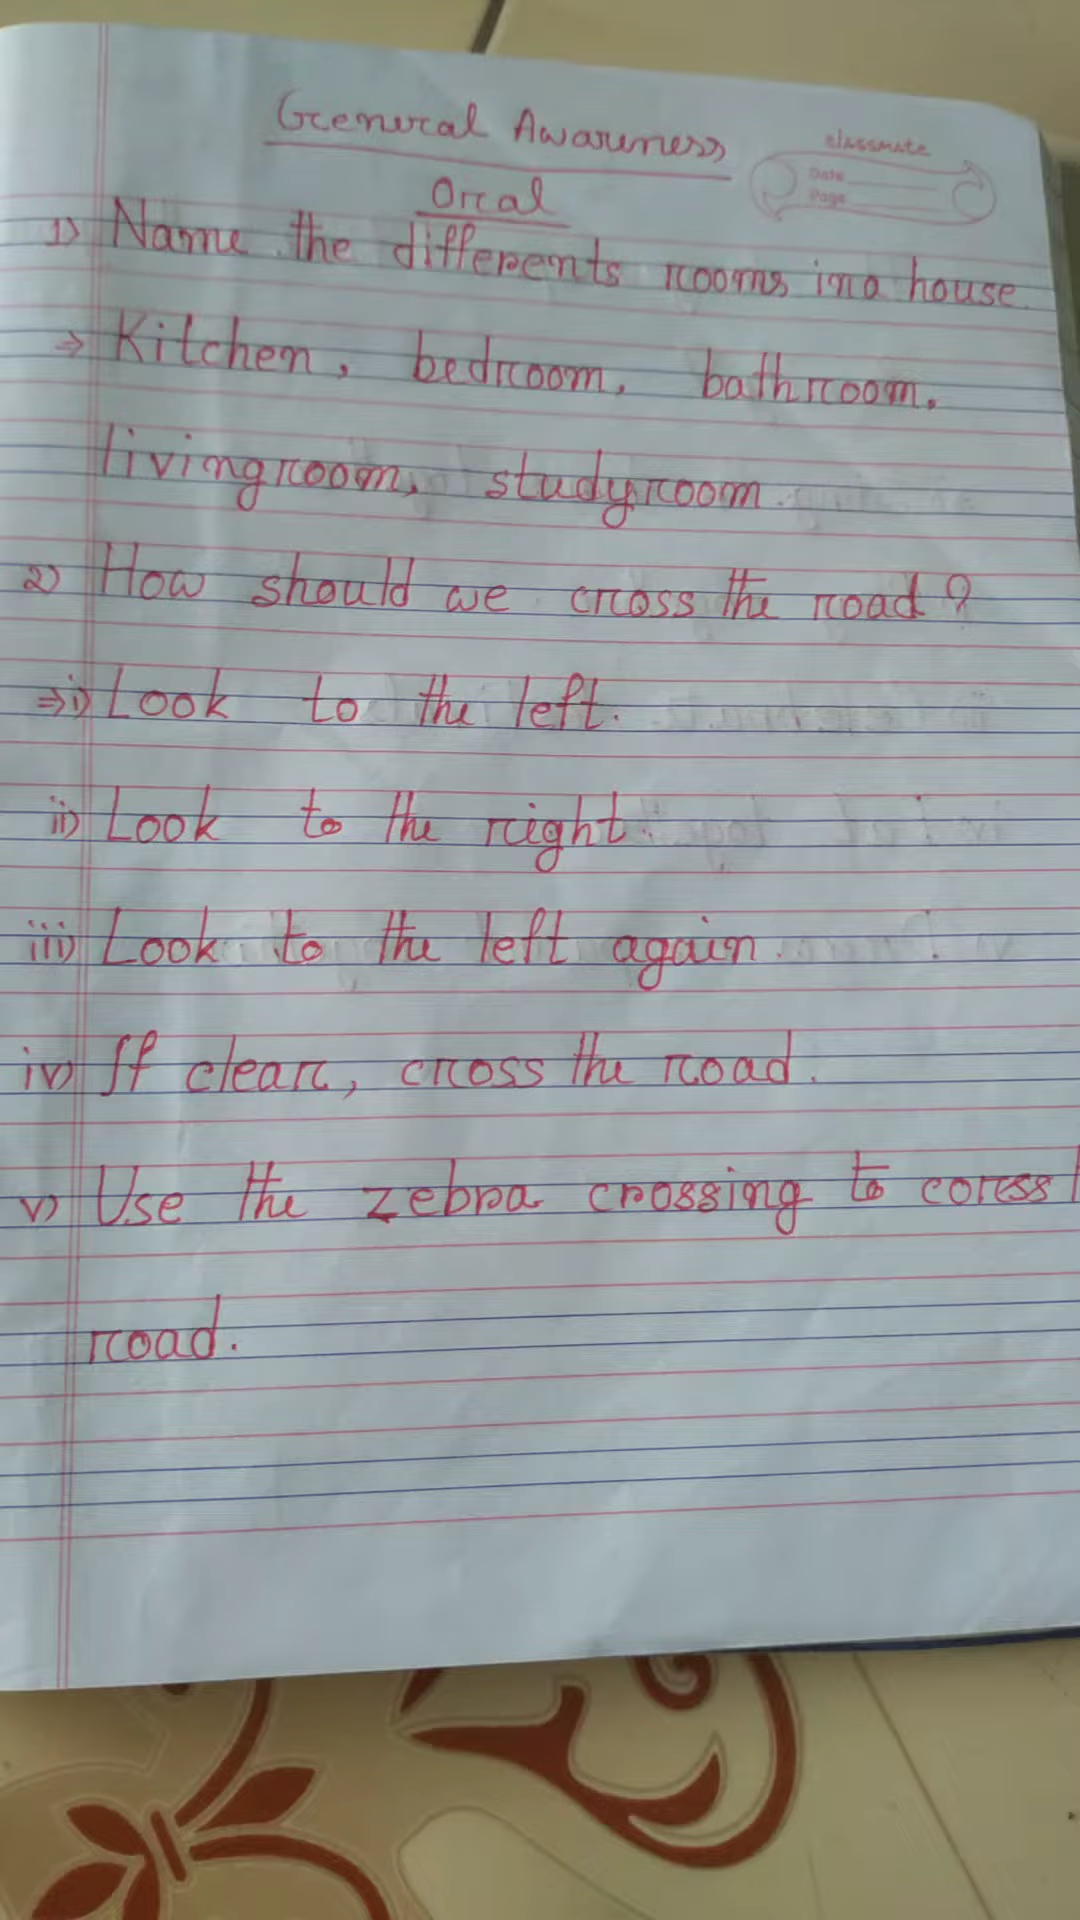 General Awareness
classmate
Date
Page
Oral
1) Name the differents rooms in a house.
⇒ Kitchen, bedroom, bathroom,
livingroom, studyroom.
2) How should we cross the road?
⇒ i) Look to the left.
ii) Look to the right.
iii) Look to the left again.
iv) If clear, cross the road.
v) Use the zebra crossing to coress
road.